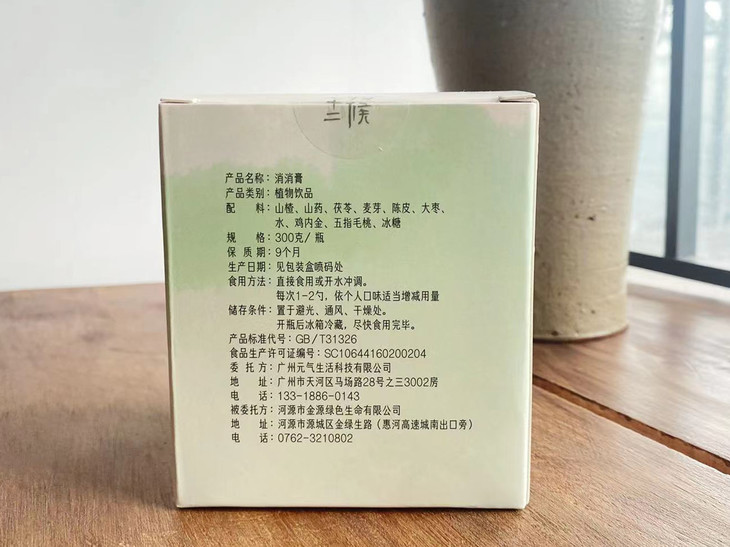 十二候
产品名称：消消膏
产品类别：植物饮品
配　　料：山楂、山药、茯苓、麦芽、陈皮、大枣、
水、鸡内金、五指毛桃、冰糖
规　　格：300克/瓶
保 质 期：9个月
生产日期：见包装盒喷码处
食用方法：直接食用或开水冲调。
每次1-2勺，依个人口味适当增减用量
储存条件：置于避光、通风、干燥处。
开瓶后冰箱冷藏，尽快食用完毕。
产品标准代号：GB/T31326
食品生产许可证编号：SC10644160200204
委 托 方：广州元气生活科技有限公司
地　　址：广州市天河区马场路28号之三3002房
电　　话：133-1886-0143
被委托方：河源市金源绿色生命有限公司
地　　址：河源市源城区金绿生路（惠河高速城南出口旁）
电　　话：0762-3210802